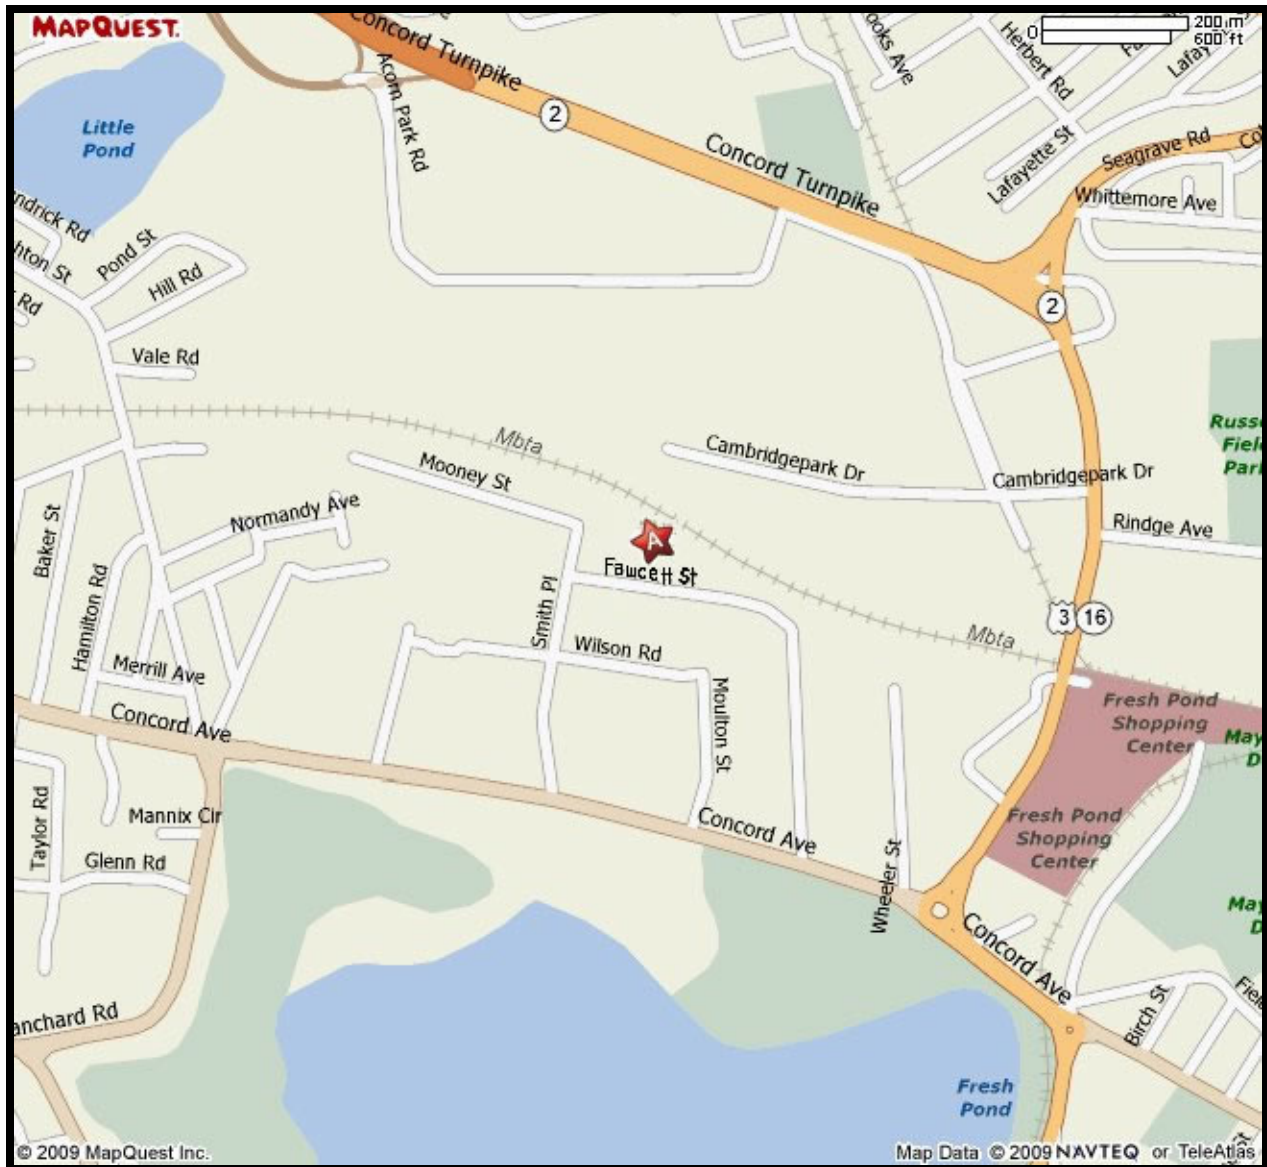 MAPQUEST.
0
200 m
600 ft
Concord Turnpike
Acorn Park Rd
2
Concord Turnpike
Herbert Rd
Lafayette St
Seagrave Rd
Whittemore Ave
Little
Pond
Pond St
Hill Rd
2
Vale Rd
Mbta
Mooney St
Cambridgepark Dr
Cambridgepark Dr
Rindge Ave
Normandy Ave
Baker St
Hamilton Rd
A
Fawcett St
Smith Pl
Wilson Rd
Moulton St
3
16
Mbta
Merrill Ave
Concord Ave
Fresh Pond
Shopping
Center
Fresh Pond
Shopping
Center
Concord Ave
Wheeler St
Taylor Rd
Mannix Cir
Glenn Rd
Concord Ave
Birch St
Fresh
Pond
© 2009 MapQuest Inc.
Map Data © 2009 NAVTEQ or TeleAtlas